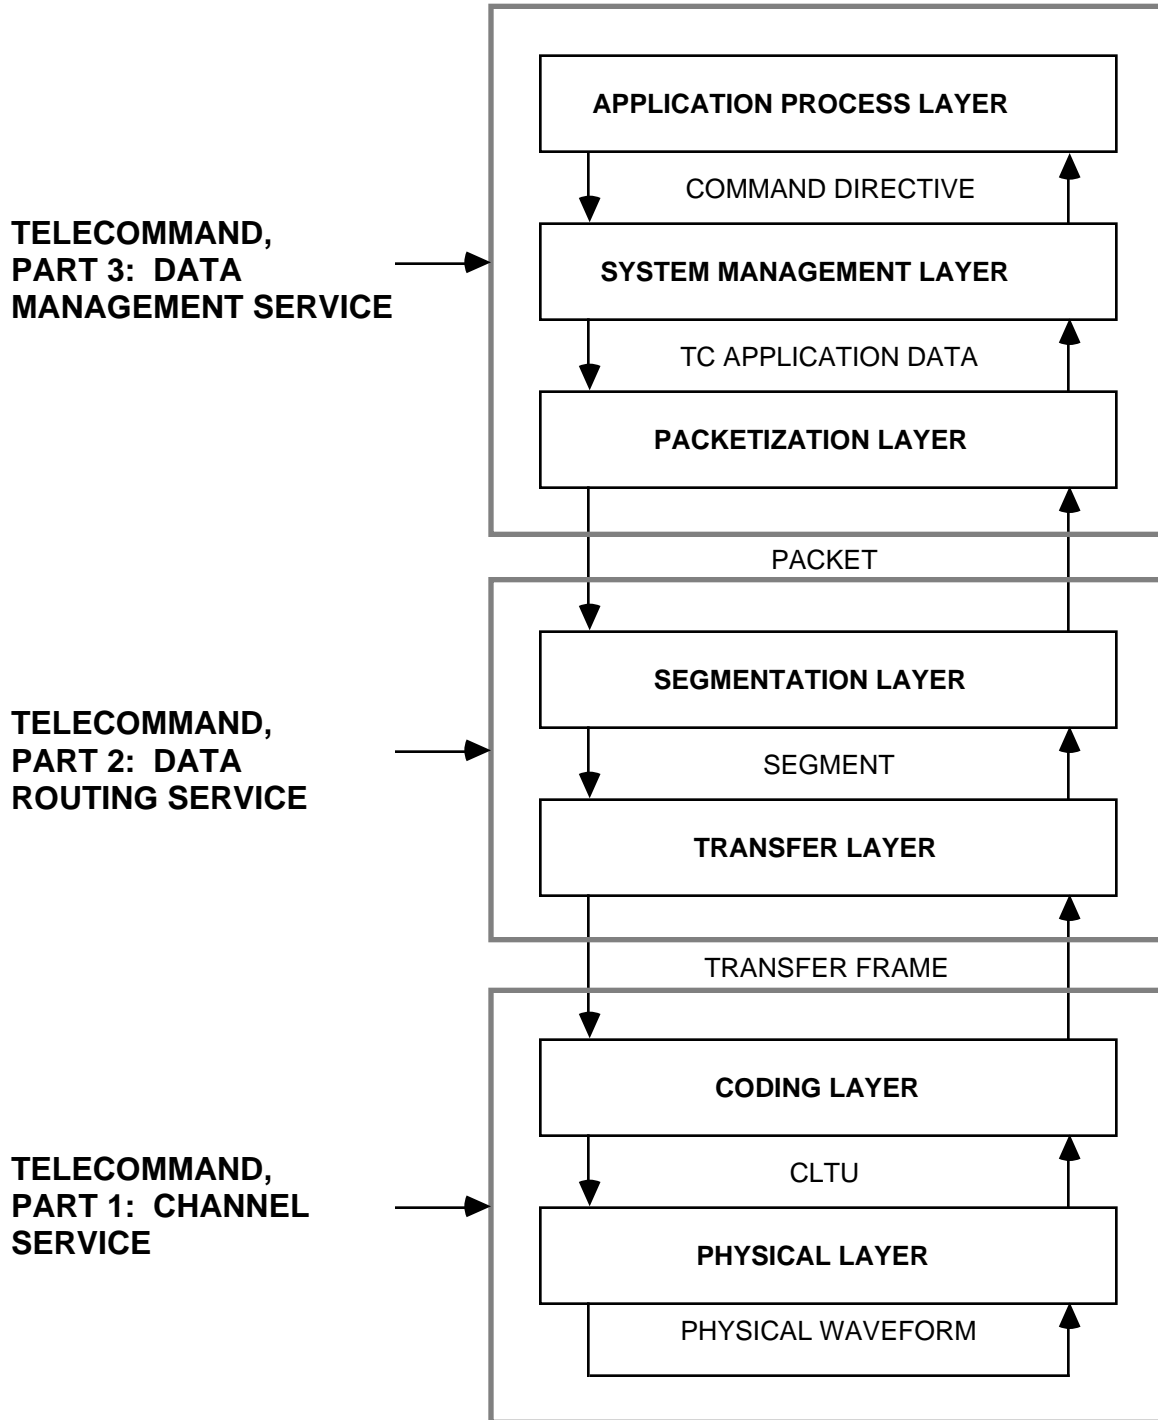 APPLICATION PROCESS LAYER
COMMAND DIRECTIVE
TELECOMMAND,
PART 3: DATA
MANAGEMENT SERVICE
SYSTEM MANAGEMENT LAYER
TC APPLICATION DATA
PACKETIZATION LAYER
PACKET
SEGMENTATION LAYER
TELECOMMAND,
PART 2: DATA
ROUTING SERVICE
SEGMENT
TRANSFER LAYER
TRANSFER FRAME
CODING LAYER
TELECOMMAND,
PART 1: CHANNEL
SERVICE
CLTU
PHYSICAL LAYER
PHYSICAL WAVEFORM